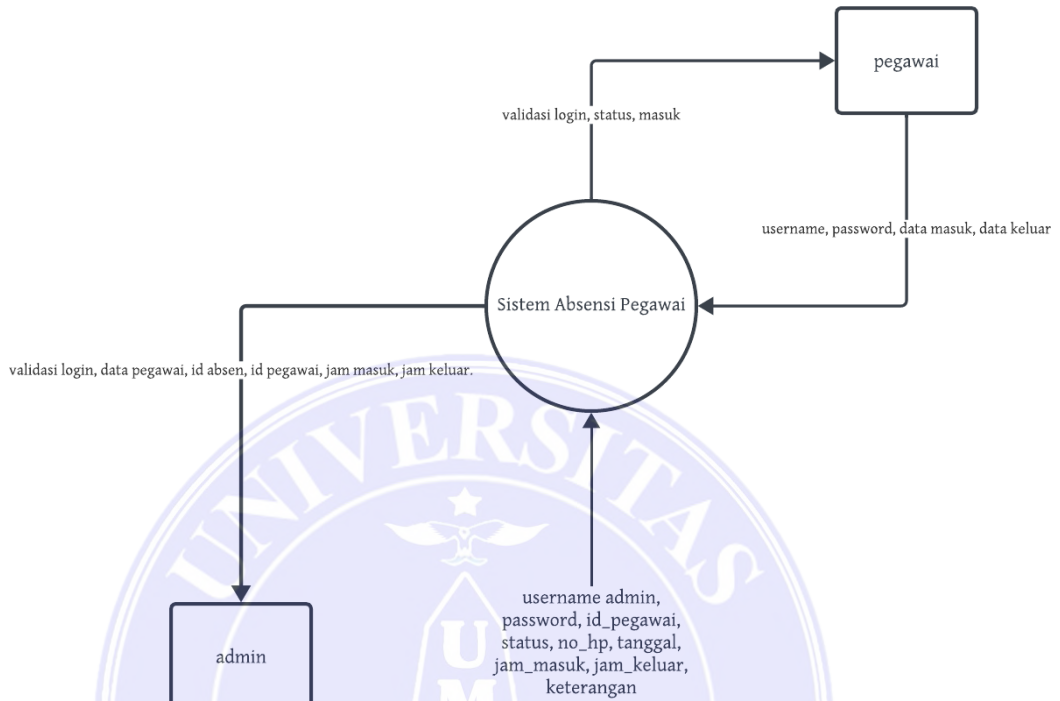 pegawai
validasi login, status, masuk
username, password, data masuk, data keluar
Sistem Absensi Pegawai
validasi login, data pegawai, id absen, id pegawai, jam masuk, jam keluar.
UNIVERSITAS
username admin,
password, id_pegawai,
status, no_hp, tanggal,
jam_masuk, jam_keluar,
keterangan
admin
U
M